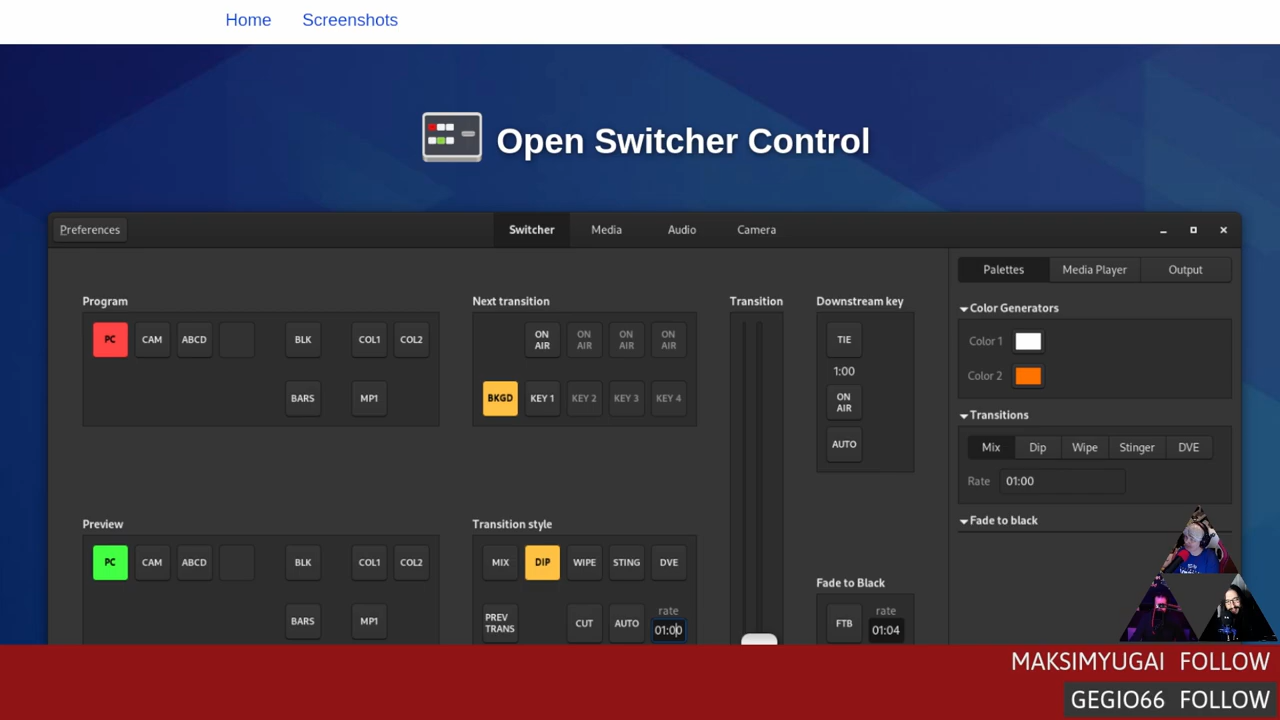 Home Screenshots
Open Switcher Control
Preferences Switcher Media Audio Camera
Palettes Media Player Output
Program
PC CAM ABCD BLK COL1 COL2
BARS MP1
Next transition
ON AIR ON AIR ON AIR ON AIR
BKGD KEY 1 KEY 2 KEY 3 KEY 4
Transition
Downstream key
TIE
1:00
ON AIR
AUTO
Color Generators
Color 1
Color 2
Transitions
Mix Dip Wipe Stinger DVE
Rate 01:00
Fade to black
Preview
PC CAM ABCD BLK COL1 COL2
BARS MP1
Transition style
MIX DIP WIPE STING DVE
PREV TRANS CUT AUTO rate 01:00
Fade to Black
FTB rate 01:04
MAKSIMYUGAI FOLLOW
GEGIO66 FOLLOW